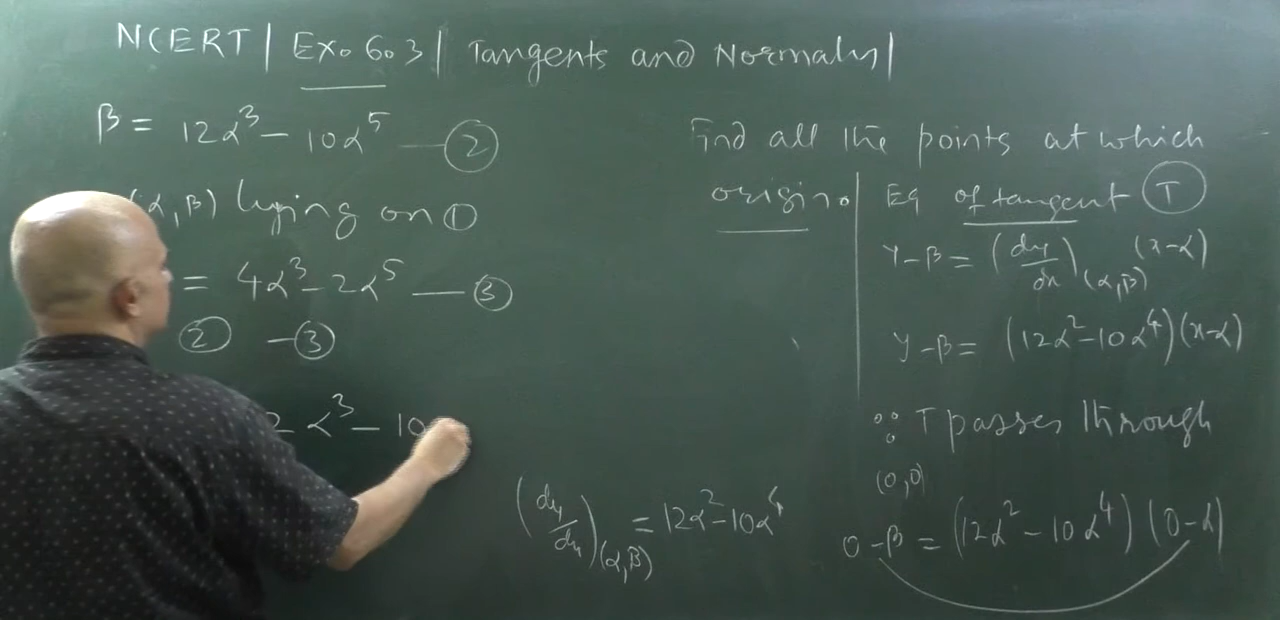 NCERT | Ex. 6.3 | Tangents and Normals |
β = 12α³ – 10α⁵ — ②
(α, β) lying on ①
= 4α³ – 2α⁵ — ③
② – ③
α³ – 10
(dy/dx)(α,β) = 12α² – 10α⁴
Find all the points at which
origin.
Eq of tangent Ⓣ
y – β = (dy/dx)(α,β) (x – α)
y – β = (12α² – 10α⁴)(x – α)
∵ T passes through
(0,0)
0 – β = (12α² – 10α⁴)(0 – α)